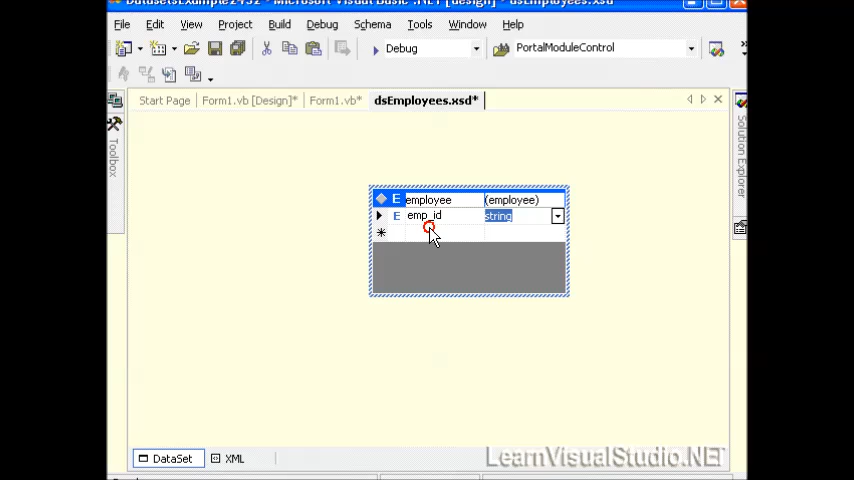 DatasetsExample2452 - Microsoft Visual Basic .NET [design] - dsEmployees.xsd*
File Edit View Project Build Debug Schema Tools Window Help
Debug PortalModuleControl
Start Page Form1.vb [Design]* Form1.vb* dsEmployees.xsd*
Toolbox
Solution Explorer
E employee (employee)
E emp_id string
DataSet XML
LearnVisualStudio.NET